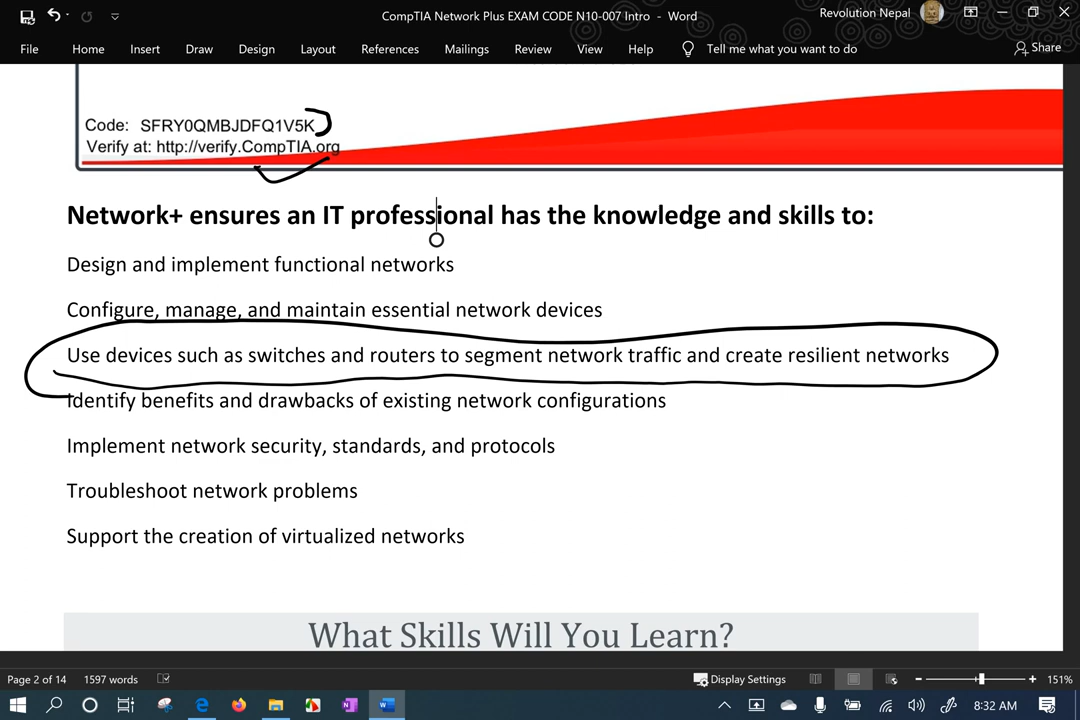 CompTIA Network Plus EXAM CODE N10-007 Intro - Word
Revolution Nepal
File Home Insert Draw Design Layout References Mailings Review View Help Tell me what you want to do Share
Code: SFRY0QMBJDFQ1V5K
Verify at: http://verify.CompTIA.org
Network+ ensures an IT professional has the knowledge and skills to:
Design and implement functional networks
Configure, manage, and maintain essential network devices
Use devices such as switches and routers to segment network traffic and create resilient networks
Identify benefits and drawbacks of existing network configurations
Implement network security, standards, and protocols
Troubleshoot network problems
Support the creation of virtualized networks
What Skills Will You Learn?
Page 2 of 14 1597 words Display Settings 151%
8:32 AM